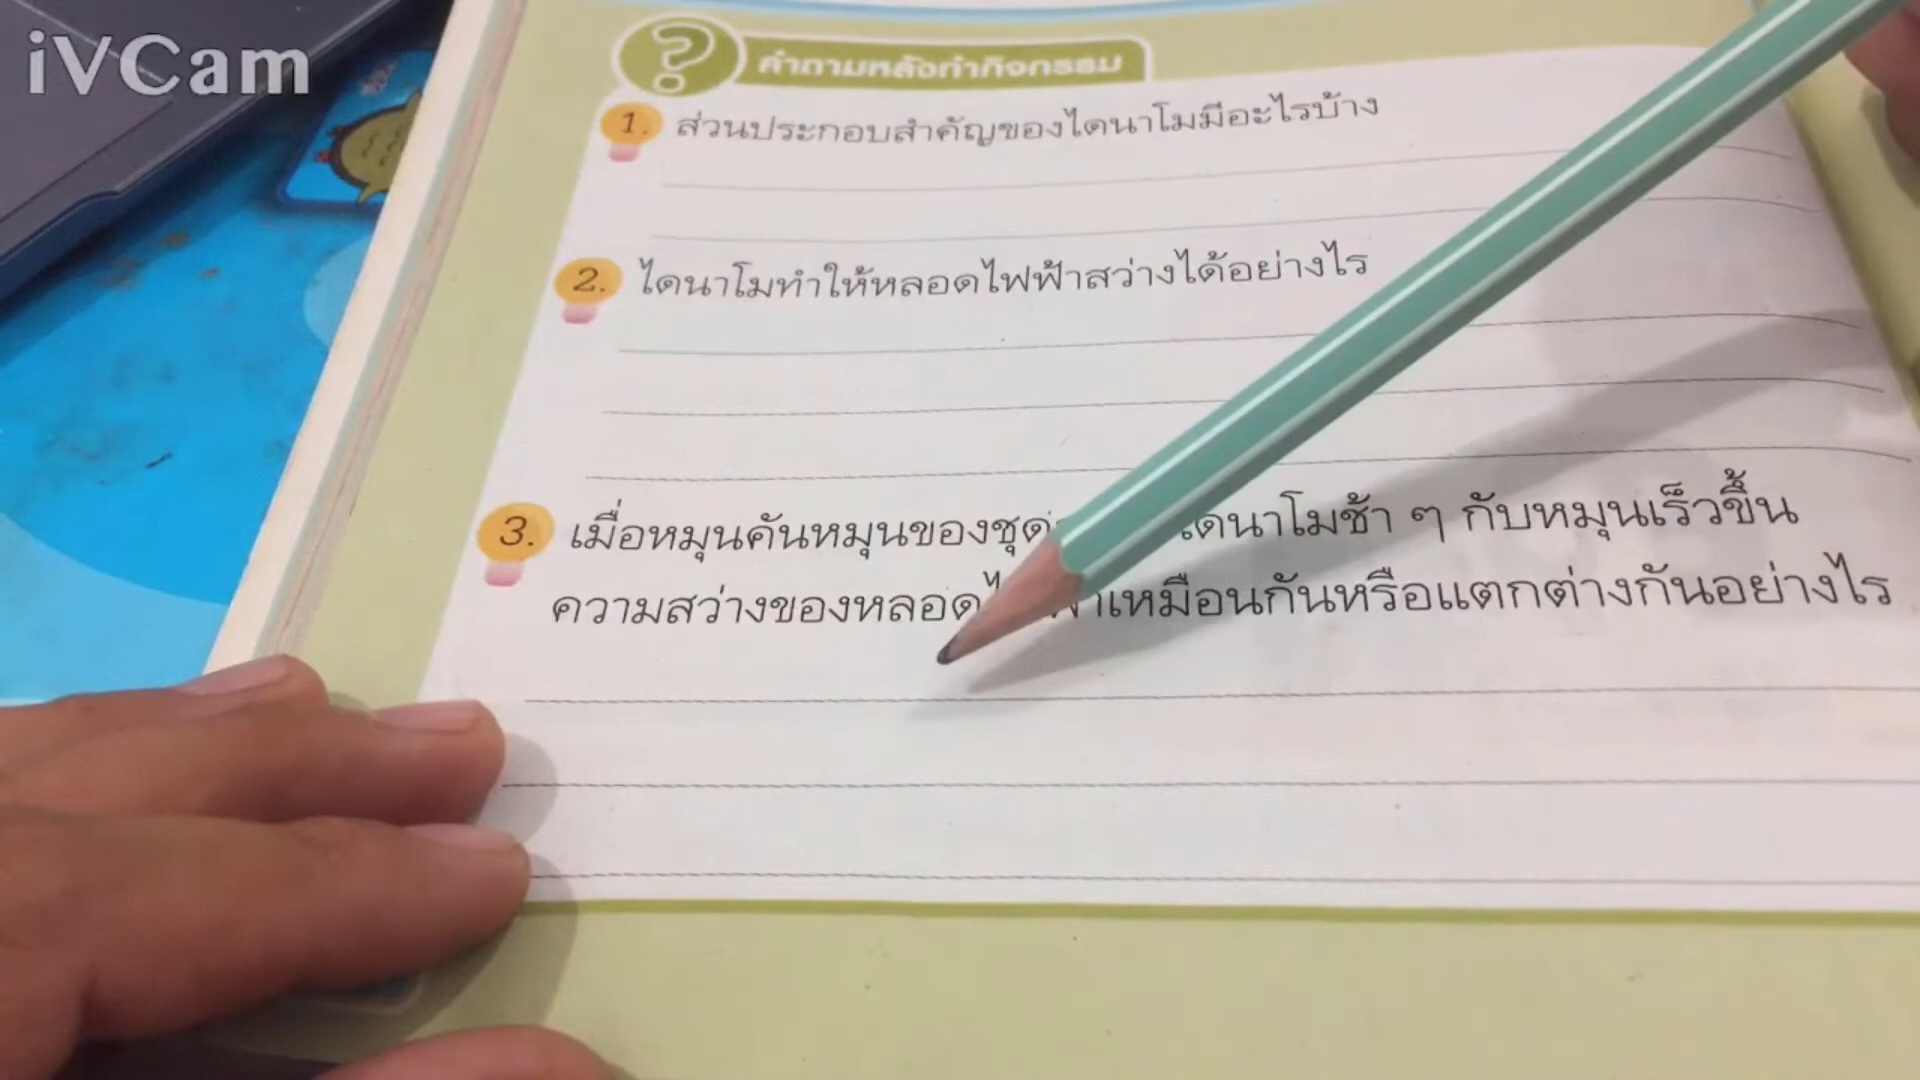 iVCam
คำถามหลังทำกิจกรรม
1. ส่วนประกอบสำคัญของไดนาโมมีอะไรบ้าง
2. ไดนาโมทำให้หลอดไฟฟ้าสว่างได้อย่างไร
3. เมื่อหมุนคันหมุนของชุด ไดนาโมช้า ๆ กับหมุนเร็วขึ้น
ความสว่างของหลอดไฟฟ้าเหมือนกันหรือแตกต่างกันอย่างไร